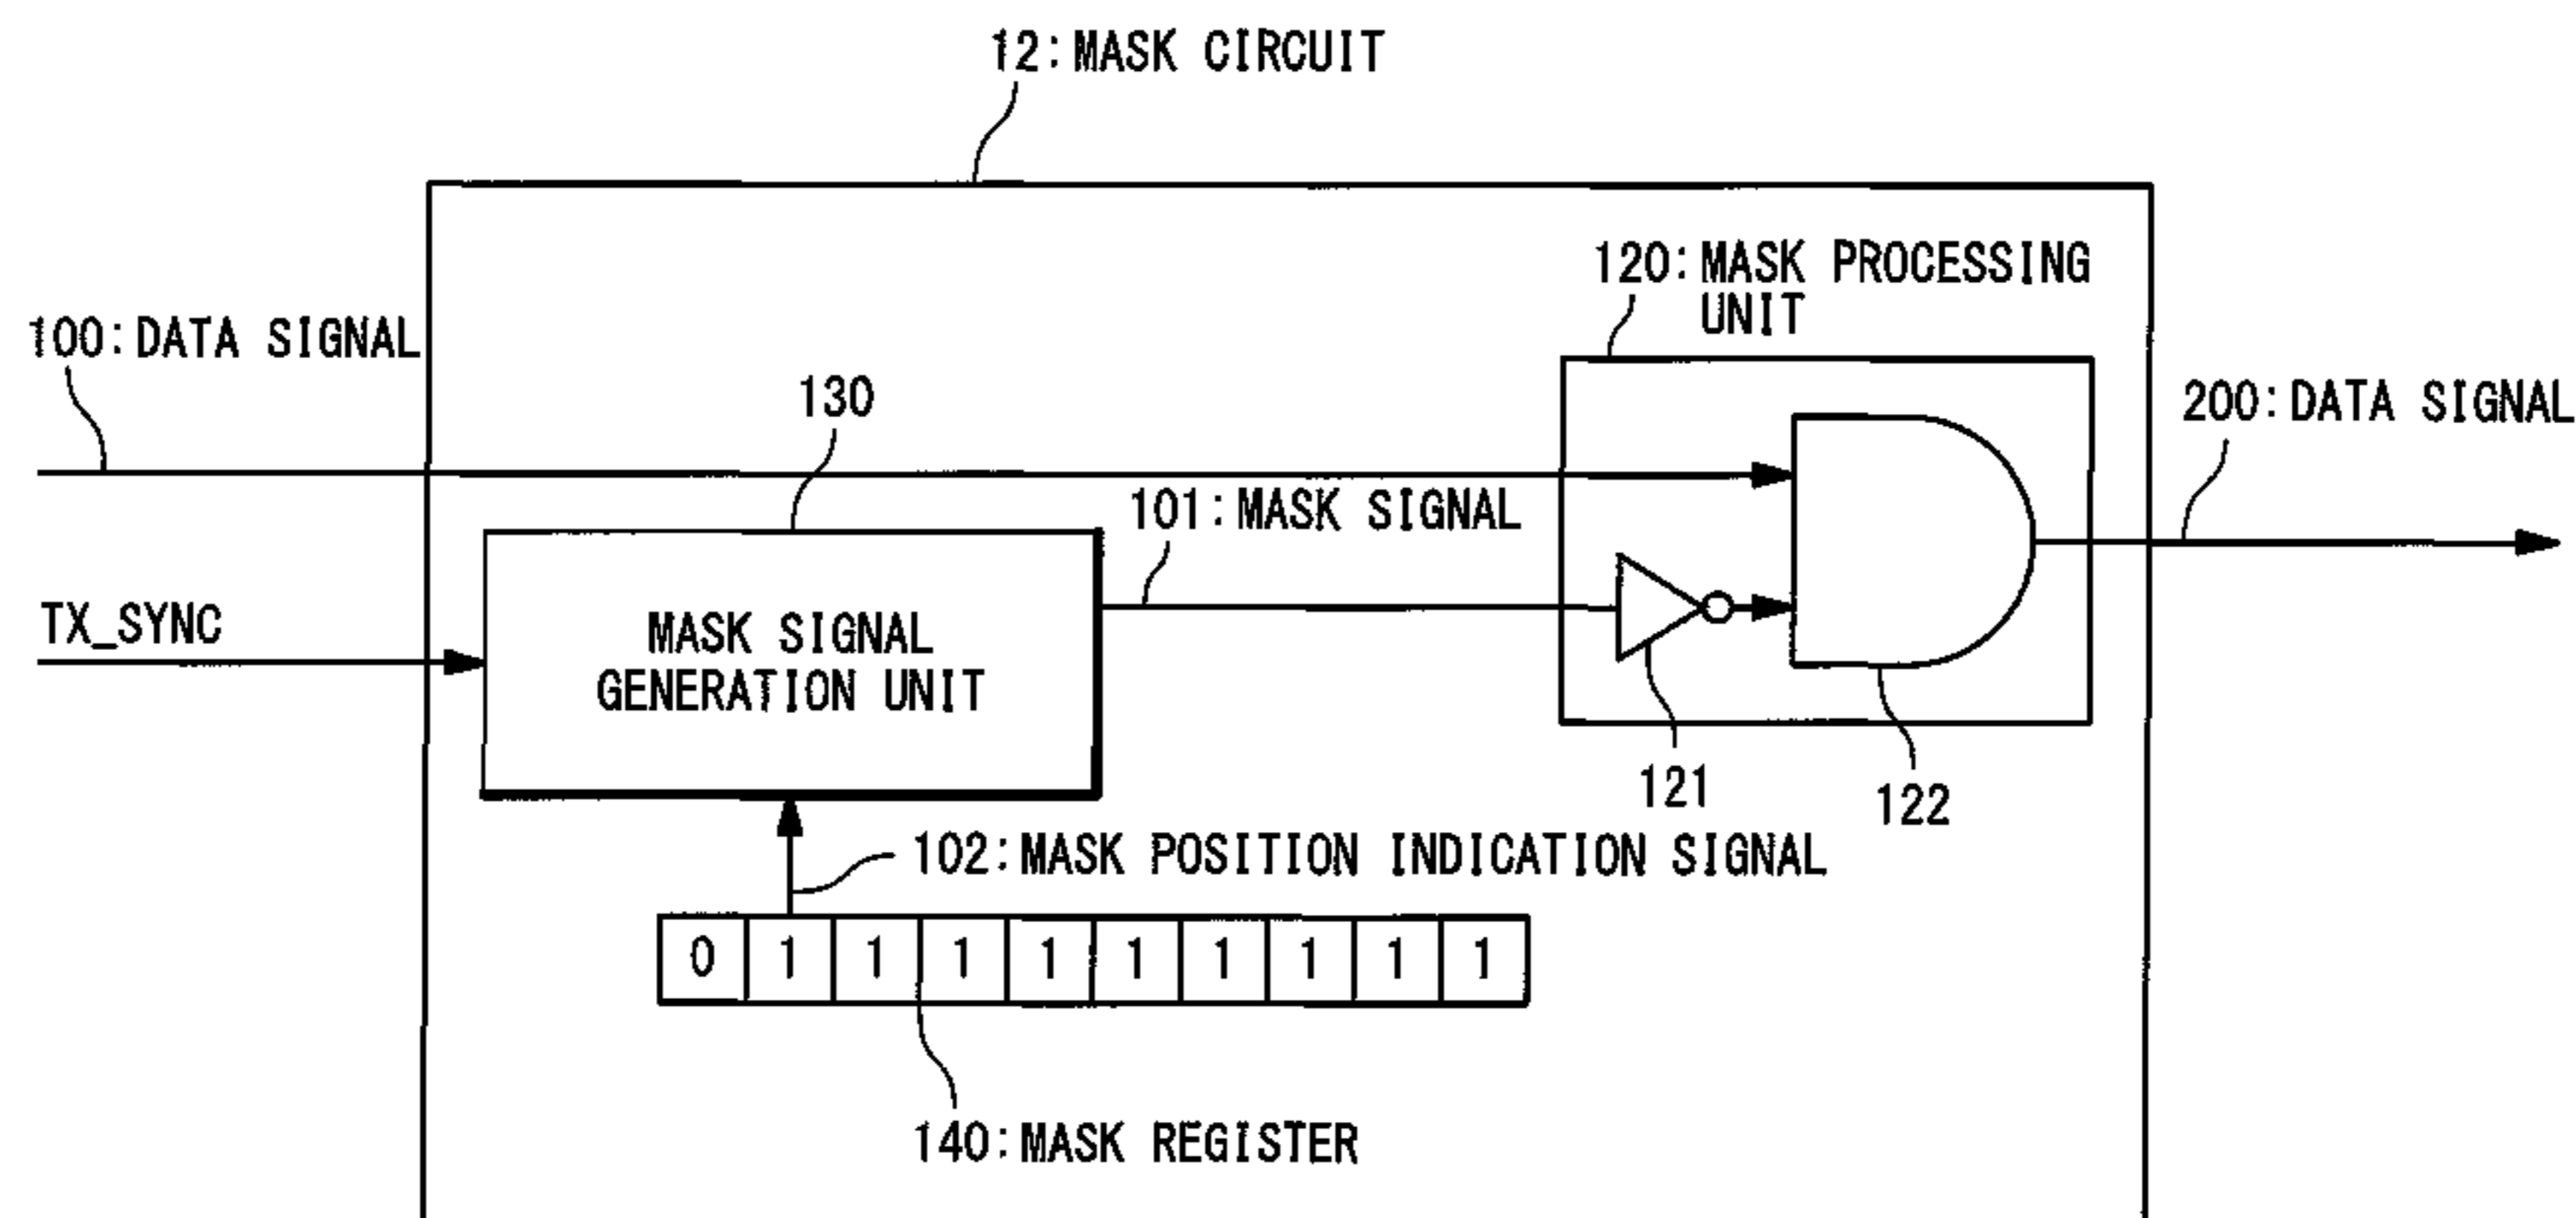 12:MASK CIRCUIT
120:MASK PROCESSING
UNIT
100:DATA SIGNAL
130
200:DATA SIGNAL
101:MASK SIGNAL
TX_SYNC
MASK SIGNAL
GENERATION UNIT
121
122
102:MASK POSITION INDICATION SIGNAL
0 1 1 1 1 1 1 1 1 1
140:MASK REGISTER